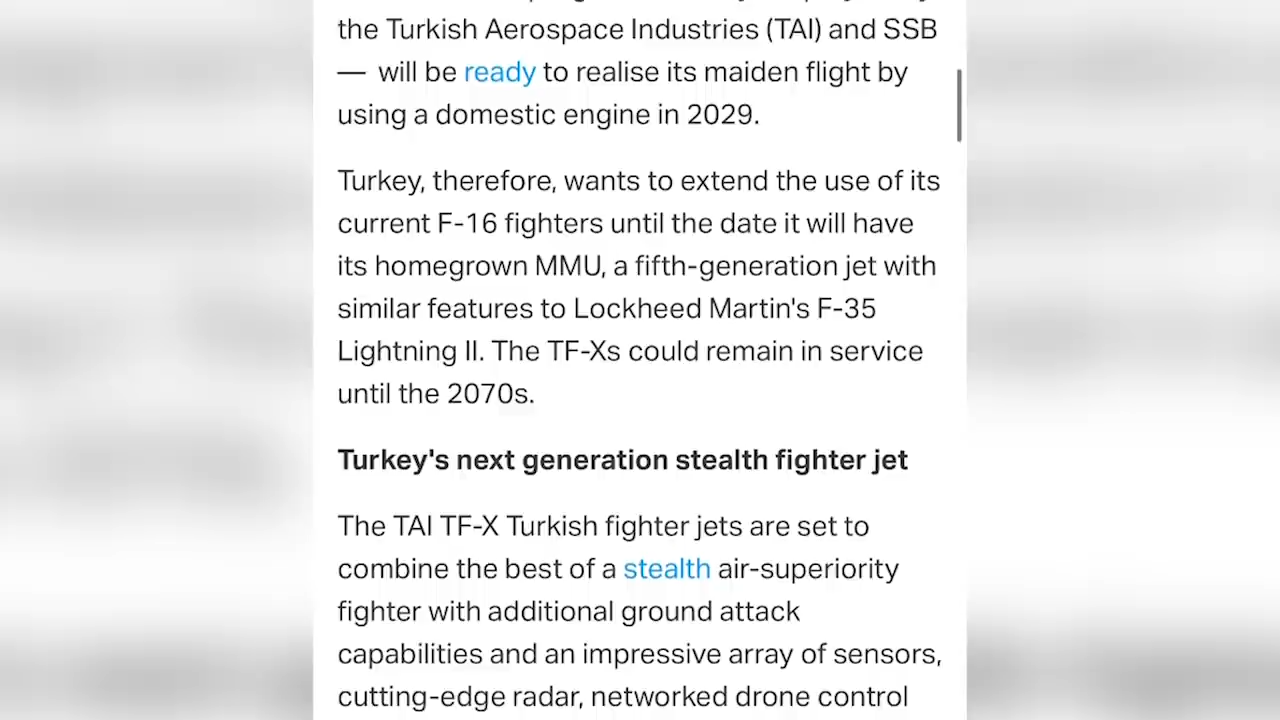 the Turkish Aerospace Industries (TAI) and SSB
— will be ready to realise its maiden flight by
using a domestic engine in 2029.
Turkey, therefore, wants to extend the use of its
current F-16 fighters until the date it will have
its homegrown MMU, a fifth-generation jet with
similar features to Lockheed Martin's F-35
Lightning II. The TF-Xs could remain in service
until the 2070s.
Turkey's next generation stealth fighter jet
The TAI TF-X Turkish fighter jets are set to
combine the best of a stealth air-superiority
fighter with additional ground attack
capabilities and an impressive array of sensors,
cutting-edge radar, networked drone control